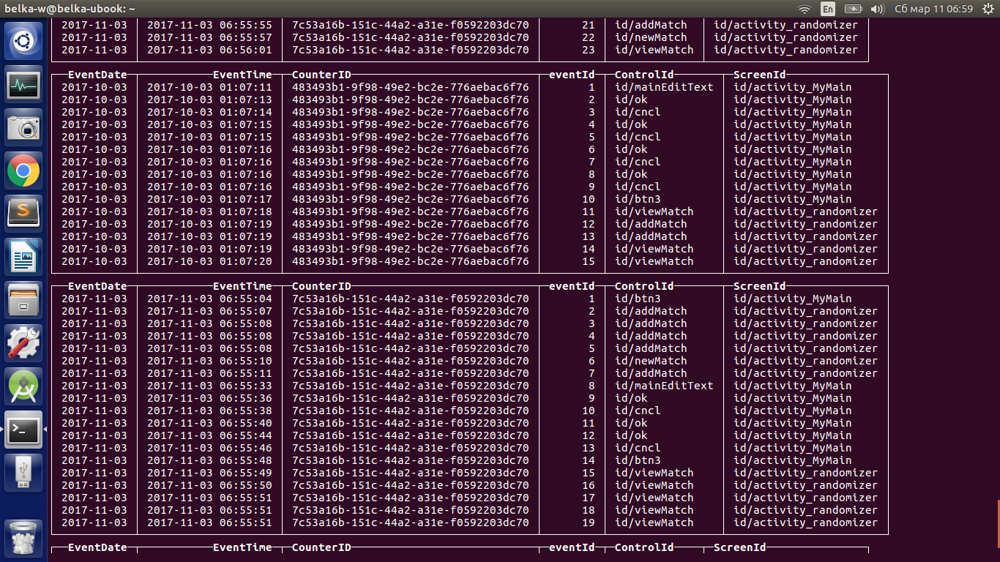 belka-w@belka-ubook: ~ En Сб мар 11 06:59
2017-11-03 2017-11-03 06:55:55 7c53a16b-151c-44a2-a31e-f0592203dc70 21 id/addMatch id/activity_randomizer
2017-11-03 2017-11-03 06:55:57 7c53a16b-151c-44a2-a31e-f0592203dc70 22 id/newMatch id/activity_randomizer
2017-11-03 2017-11-03 06:56:01 7c53a16b-151c-44a2-a31e-f0592203dc70 23 id/viewMatch id/activity_randomizer
EventDate EventTime CounterID eventId ControlId ScreenId
2017-10-03 2017-10-03 01:07:11 483493b1-9f98-49e2-bc2e-776aebac6f76 1 id/mainEditText id/activity_MyMain
2017-10-03 2017-10-03 01:07:13 483493b1-9f98-49e2-bc2e-776aebac6f76 2 id/ok id/activity_MyMain
2017-10-03 2017-10-03 01:07:14 483493b1-9f98-49e2-bc2e-776aebac6f76 3 id/cncl id/activity_MyMain
2017-10-03 2017-10-03 01:07:15 483493b1-9f98-49e2-bc2e-776aebac6f76 4 id/ok id/activity_MyMain
2017-10-03 2017-10-03 01:07:15 483493b1-9f98-49e2-bc2e-776aebac6f76 5 id/cncl id/activity_MyMain
2017-10-03 2017-10-03 01:07:16 483493b1-9f98-49e2-bc2e-776aebac6f76 6 id/ok id/activity_MyMain
2017-10-03 2017-10-03 01:07:16 483493b1-9f98-49e2-bc2e-776aebac6f76 7 id/cncl id/activity_MyMain
2017-10-03 2017-10-03 01:07:16 483493b1-9f98-49e2-bc2e-776aebac6f76 8 id/ok id/activity_MyMain
2017-10-03 2017-10-03 01:07:16 483493b1-9f98-49e2-bc2e-776aebac6f76 9 id/cncl id/activity_MyMain
2017-10-03 2017-10-03 01:07:17 483493b1-9f98-49e2-bc2e-776aebac6f76 10 id/btn3 id/activity_MyMain
2017-10-03 2017-10-03 01:07:18 483493b1-9f98-49e2-bc2e-776aebac6f76 11 id/viewMatch id/activity_randomizer
2017-10-03 2017-10-03 01:07:19 483493b1-9f98-49e2-bc2e-776aebac6f76 12 id/addMatch id/activity_randomizer
2017-10-03 2017-10-03 01:07:19 483493b1-9f98-49e2-bc2e-776aebac6f76 13 id/addMatch id/activity_randomizer
2017-10-03 2017-10-03 01:07:19 483493b1-9f98-49e2-bc2e-776aebac6f76 14 id/viewMatch id/activity_randomizer
2017-10-03 2017-10-03 01:07:20 483493b1-9f98-49e2-bc2e-776aebac6f76 15 id/viewMatch id/activity_randomizer
EventDate EventTime CounterID eventId ControlId ScreenId
2017-11-03 2017-11-03 06:55:04 7c53a16b-151c-44a2-a31e-f0592203dc70 1 id/btn3 id/activity_MyMain
2017-11-03 2017-11-03 06:55:07 7c53a16b-151c-44a2-a31e-f0592203dc70 2 id/addMatch id/activity_randomizer
2017-11-03 2017-11-03 06:55:08 7c53a16b-151c-44a2-a31e-f0592203dc70 3 id/addMatch id/activity_randomizer
2017-11-03 2017-11-03 06:55:08 7c53a16b-151c-44a2-a31e-f0592203dc70 4 id/addMatch id/activity_randomizer
2017-11-03 2017-11-03 06:55:08 7c53a16b-151c-44a2-a31e-f0592203dc70 5 id/addMatch id/activity_randomizer
2017-11-03 2017-11-03 06:55:10 7c53a16b-151c-44a2-a31e-f0592203dc70 6 id/newMatch id/activity_randomizer
2017-11-03 2017-11-03 06:55:11 7c53a16b-151c-44a2-a31e-f0592203dc70 7 id/addMatch id/activity_randomizer
2017-11-03 2017-11-03 06:55:33 7c53a16b-151c-44a2-a31e-f0592203dc70 8 id/mainEditText id/activity_MyMain
2017-11-03 2017-11-03 06:55:36 7c53a16b-151c-44a2-a31e-f0592203dc70 9 id/ok id/activity_MyMain
2017-11-03 2017-11-03 06:55:38 7c53a16b-151c-44a2-a31e-f0592203dc70 10 id/cncl id/activity_MyMain
2017-11-03 2017-11-03 06:55:40 7c53a16b-151c-44a2-a31e-f0592203dc70 11 id/ok id/activity_MyMain
2017-11-03 2017-11-03 06:55:44 7c53a16b-151c-44a2-a31e-f0592203dc70 12 id/ok id/activity_MyMain
2017-11-03 2017-11-03 06:55:46 7c53a16b-151c-44a2-a31e-f0592203dc70 13 id/cncl id/activity_MyMain
2017-11-03 2017-11-03 06:55:48 7c53a16b-151c-44a2-a31e-f0592203dc70 14 id/btn3 id/activity_MyMain
2017-11-03 2017-11-03 06:55:49 7c53a16b-151c-44a2-a31e-f0592203dc70 15 id/viewMatch id/activity_randomizer
2017-11-03 2017-11-03 06:55:50 7c53a16b-151c-44a2-a31e-f0592203dc70 16 id/viewMatch id/activity_randomizer
2017-11-03 2017-11-03 06:55:51 7c53a16b-151c-44a2-a31e-f0592203dc70 17 id/viewMatch id/activity_randomizer
2017-11-03 2017-11-03 06:55:51 7c53a16b-151c-44a2-a31e-f0592203dc70 18 id/viewMatch id/activity_randomizer
2017-11-03 2017-11-03 06:55:51 7c53a16b-151c-44a2-a31e-f0592203dc70 19 id/viewMatch id/activity_randomizer
EventDate EventTime CounterID eventId ControlId ScreenId